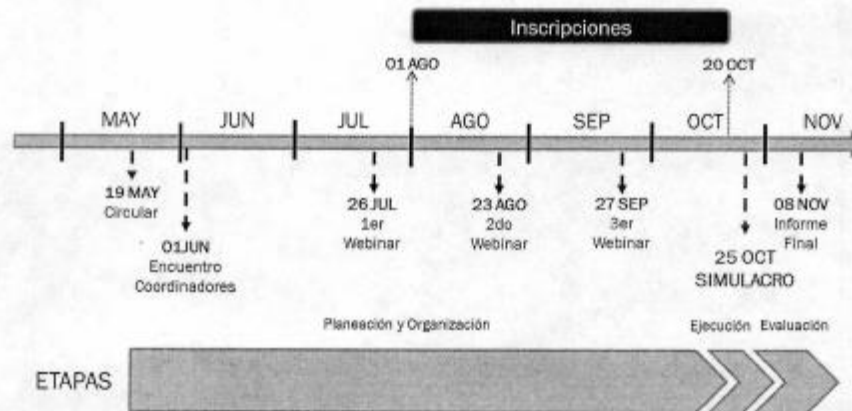 Inscripciones
01 AGO
20 OCT
MAY
JUN
JUL
AGO
SEP
OCT
NOV
19 MAY
Circular
01JUN
Encuentro
Coordinadores
26 JUL
1er
Webinar
23 AGO
2do
Webinar
27 SEP
3er
Webinar
25 OCT
SIMULACRO
08 NOV
Informe
Final
Planeación y Organización
Ejecución
Evaluación
ETAPAS